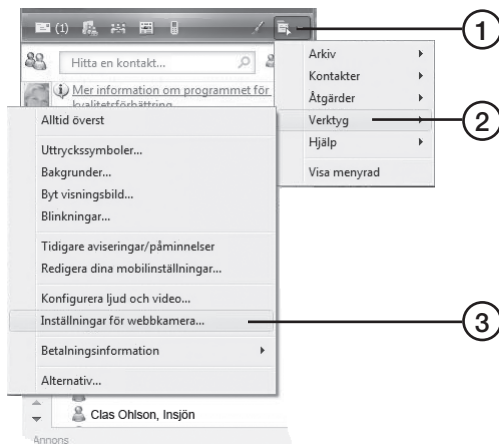 (1)
1
Hitta en kontakt...
Arkiv
Mer information om programmet för
kvalitetsförbättring
Kontakter
Åtgärder
Verktyg
2
Hjälp
Visa menyrad
Alltid överst
Uttryckssymboler...
Bakgrunder...
Byt visningsbild...
Blinkningar...
Tidigare aviseringar/påminnelser
Redigera dina mobilinställningar...
Konfigurera ljud och video...
Inställningar för webbkamera...
3
Betalningsinformation
Alternativ...
Clas Ohlson, Insjön
Annons